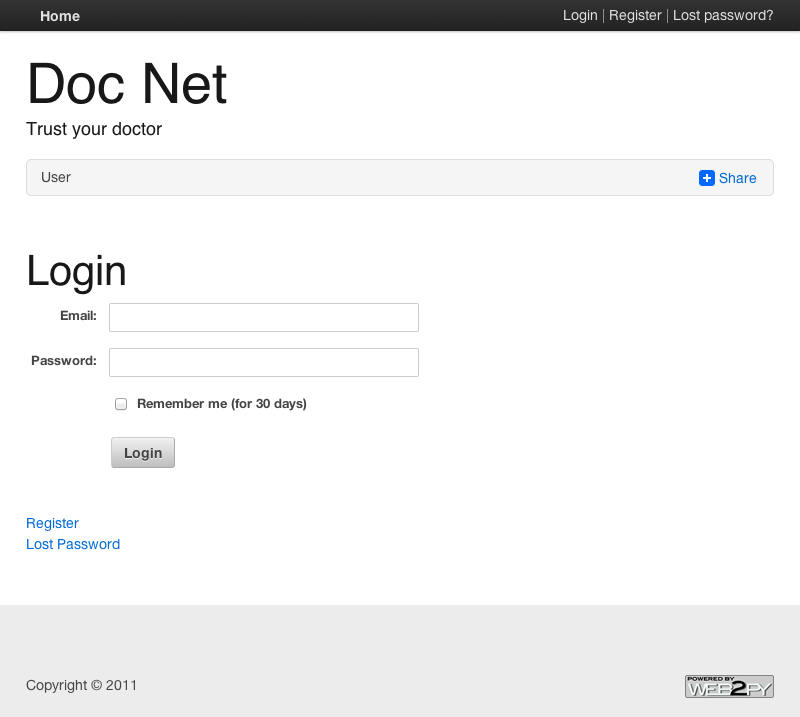 Home Login | Register | Lost password?
Doc Net
Trust your doctor
User Share
Login
Email:
Password:
Remember me (for 30 days)
Login
Register
Lost Password
Copyright © 2011
POWERED BY
WEB2PY